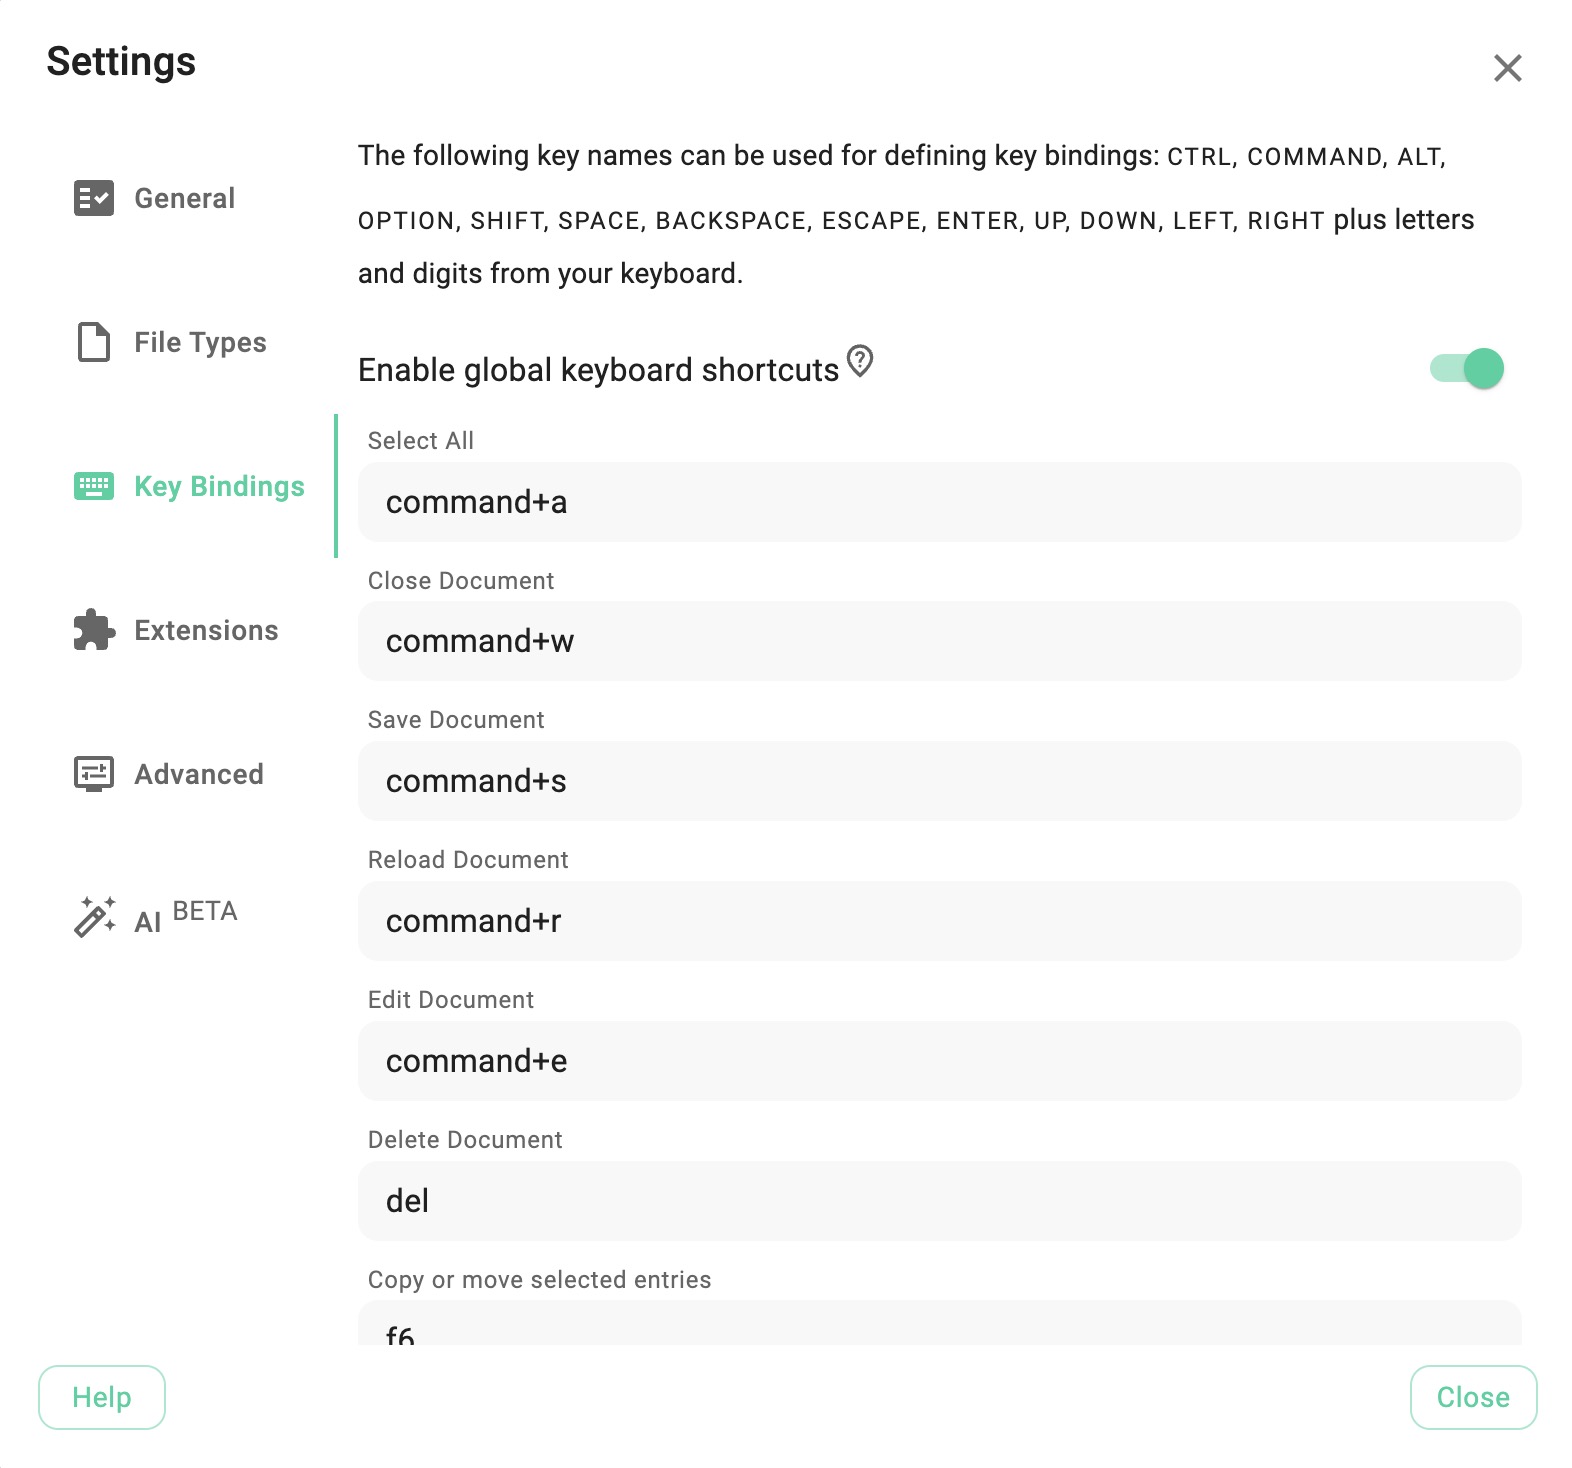 Settings
General
File Types
Key Bindings
Extensions
Advanced
AI BETA
The following key names can be used for defining key bindings: CTRL, COMMAND, ALT,
OPTION, SHIFT, SPACE, BACKSPACE, ESCAPE, ENTER, UP, DOWN, LEFT, RIGHT plus letters
and digits from your keyboard.
Enable global keyboard shortcuts
Select All
command+a
Close Document
command+w
Save Document
command+s
Reload Document
command+r
Edit Document
command+e
Delete Document
del
Copy or move selected entries
f6
Help
Close